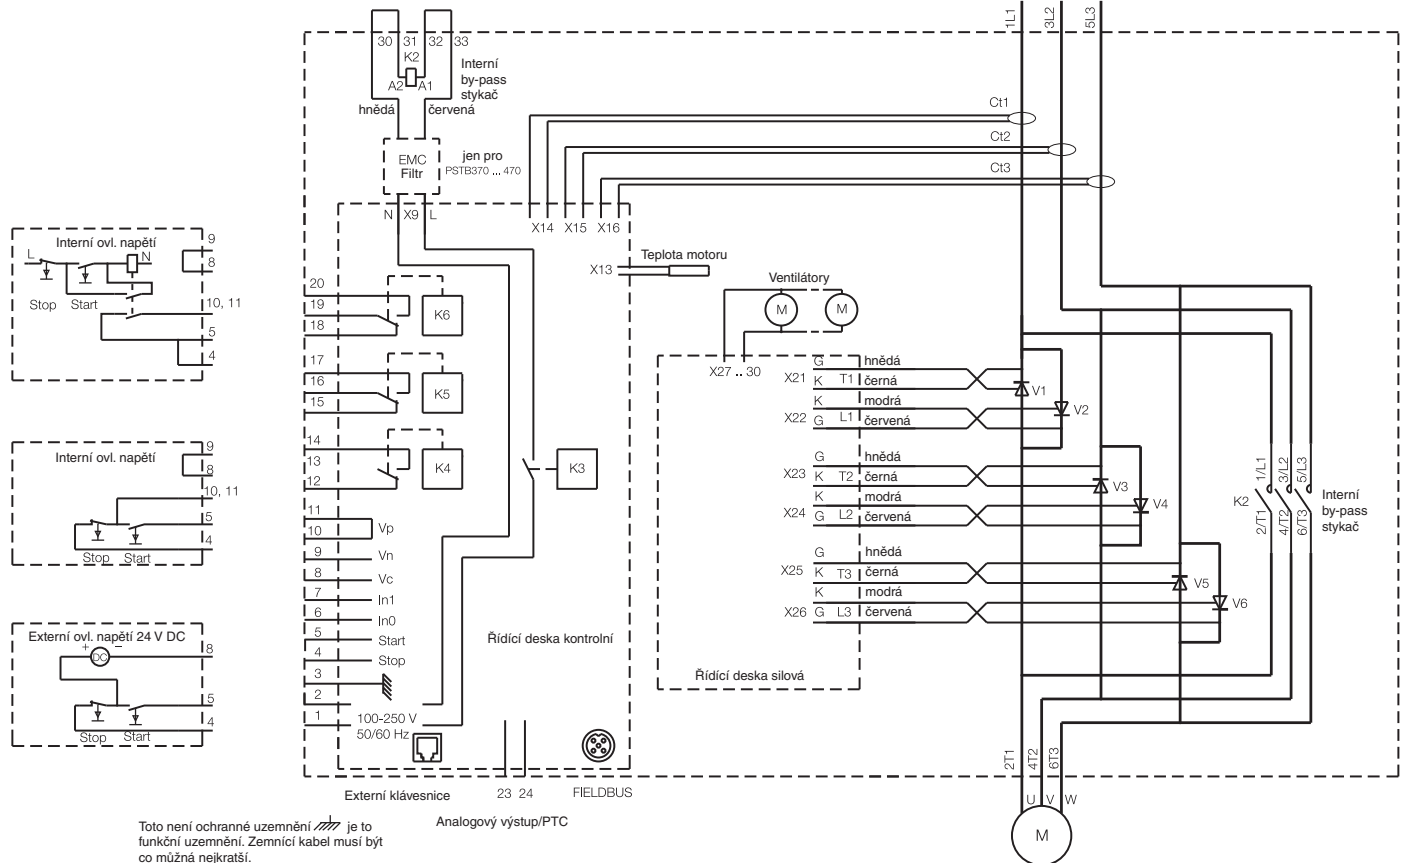 1L1 3L2 5L3
30 31 32 33
K2
A2 A1
Interní
by-pass
stykač
hnědá červená
EMC
Filtr
jen pro
PSTB370 ... 470
N X9 L
Ct1
Ct2
Ct3
X14 X15 X16
X13
Teplota motoru
Ventilátory
M M
X27 .. 30
Interní ovl. napětí
L N
Stop Start
9
8
10, 11
5
4
Interní ovl. napětí
9
8
10, 11
5
4
Stop Start
Externí ovl. napětí 24 V DC
+ −
DC
8
5
4
Stop Start
20
19
18
K6
17
16
15
K5
14
13
12
K4
K3
11
10
Vp
9 Vn
8 Vc
7 In1
6 In0
5 Start
4 Stop
3
2
1
100-250 V
50/60 Hz
Řídící deska kontrolní
Externí klávesnice
23 24
FIELDBUS
Analogový výstup/PTC
Řídící deska silová
G hnědá
X21 T1
K černá
K modrá
X22 L1
G červená
G hnědá
X23 T2
K černá
K modrá
X24 L2
G červená
G hnědá
X25 T3
K černá
K modrá
X26 L3
G červená
V1
V2
V3
V4
V5
V6
1/L1 3/L2 5/L3
K2
2/T1 4/T2 6/T3
Interní
by-pass
stykač
2T1 4T2 6T3
U V W
M
Toto není ochranné uzemnění je to
funkční uzemnění. Zemnící kabel musí být
co můžná nejkratší.